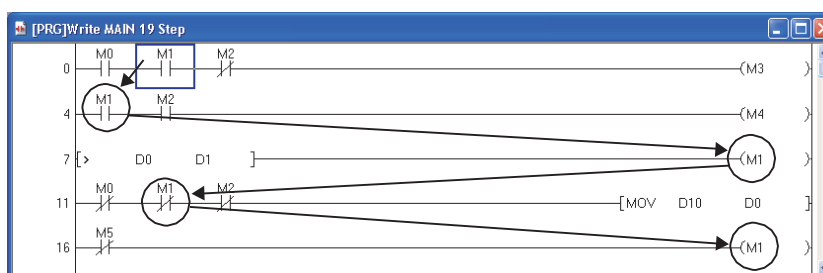 [PRG]Write MAIN 19 Step
M0 M1 M2
0 (M3 )
M1 M2
4 (M4 )
7 [> D0 D1 ] (M1 )
M0 M1 M2
11 [MOV D10 D0 ]
M5
16 (M1 )